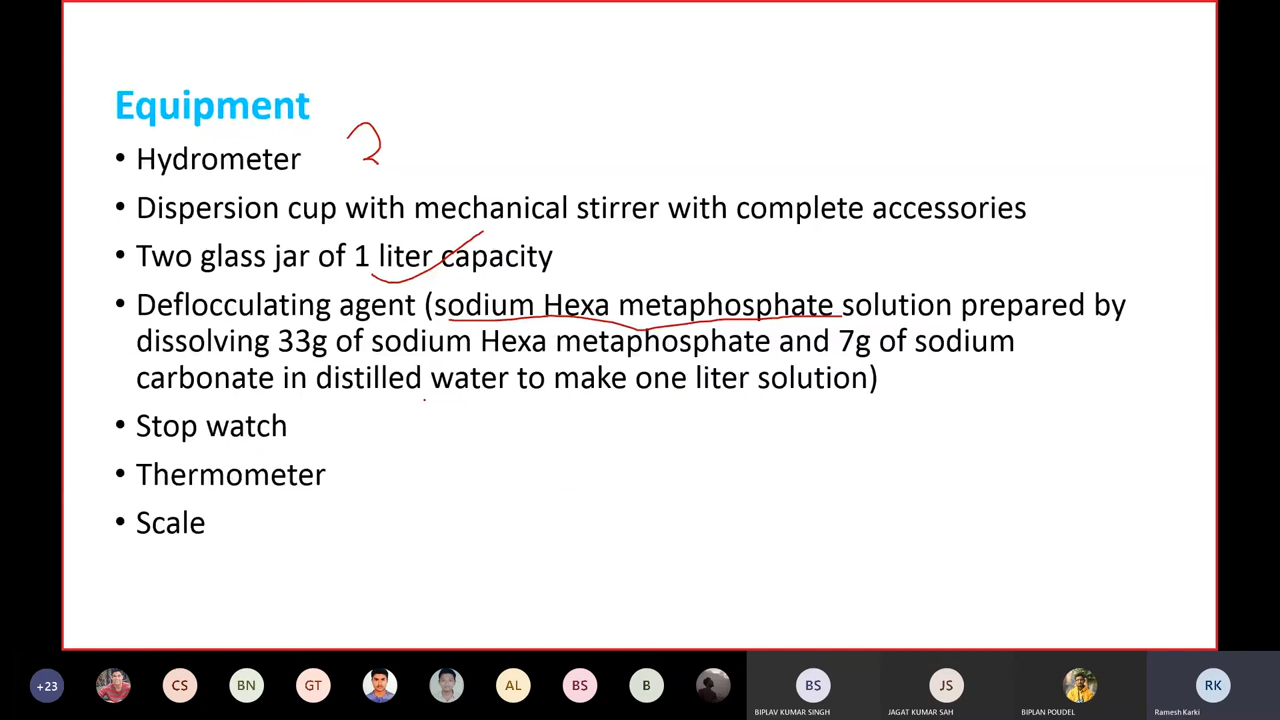 Equipment
• Hydrometer
• Dispersion cup with mechanical stirrer with complete accessories
• Two glass jar of 1 liter capacity
• Deflocculating agent (sodium Hexa metaphosphate solution prepared by
dissolving 33g of sodium Hexa metaphosphate and 7g of sodium
carbonate in distilled water to make one liter solution)
• Stop watch
• Thermometer
• Scale
+23 CS BN GT AL BS B BS JS RK
BIPLAV KUMAR SINGH JAGAT KUMAR SAH BIPLAN POUDEL Ramesh Karki